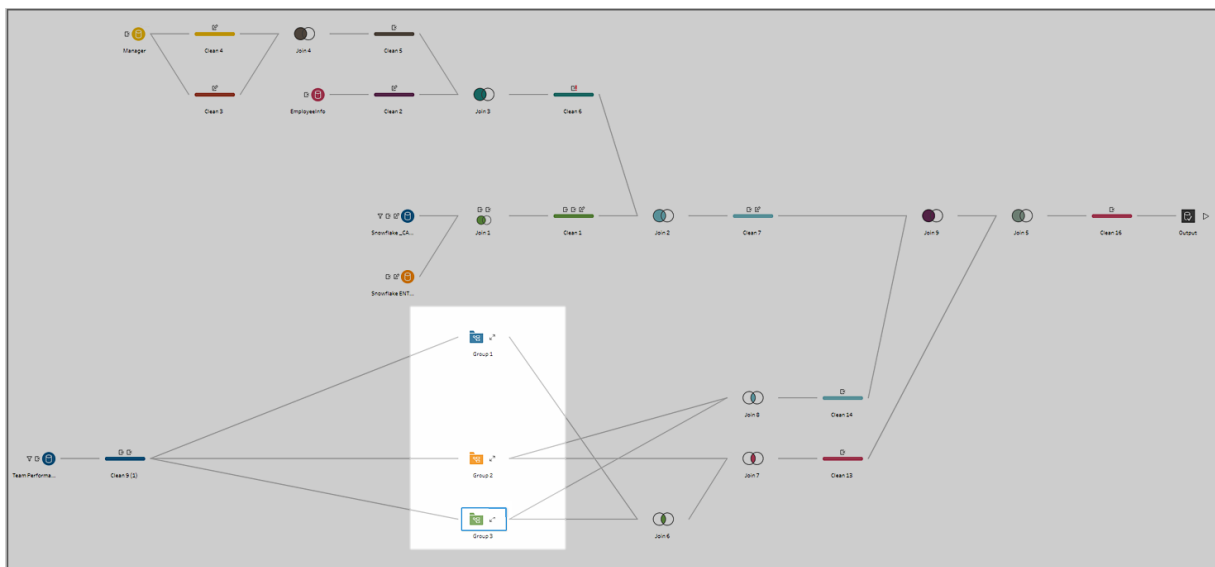 Manager
Clean 4
Join 4
Clean 5
Clean 3
EmployeeInfo
Clean 2
Join 3
Clean 6
Snowflake _CA...
Join 1
Clean 1
Join 2
Clean 7
Join 9
Join 5
Clean 16
Output
Snowflake ENT...
Group 1
Join 8
Clean 14
Team Performa...
Clean 9 (1)
Group 2
Join 7
Clean 13
Group 3
Join 6